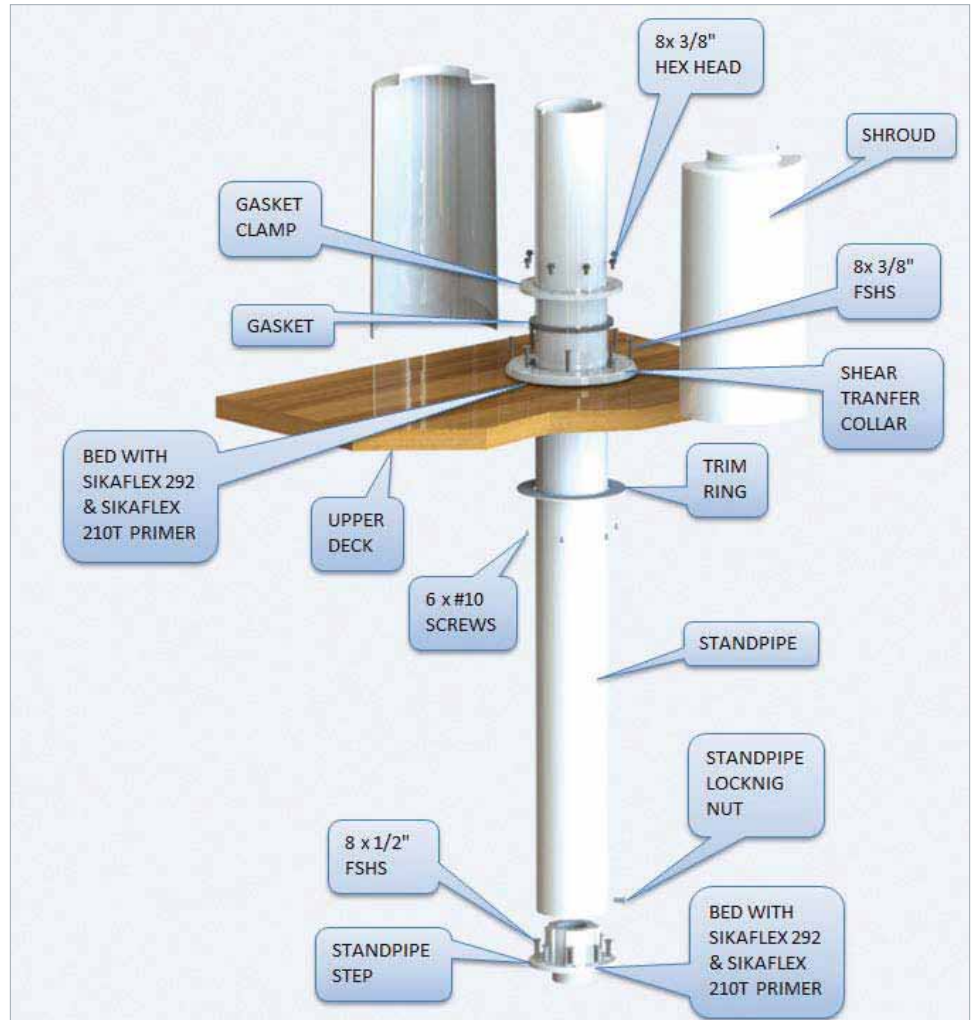 8x 3/8"
HEX HEAD
SHROUD
GASKET
CLAMP
8x 3/8"
FSHS
GASKET
SHEAR
TRANFER
COLLAR
BED WITH
SIKAFLEX 292
& SIKAFLEX
210T PRIMER
UPPER
DECK
TRIM
RING
6 x #10
SCREWS
STANDPIPE
STANDPIPE
LOCKNIG
NUT
8 x 1/2"
FSHS
STANDPIPE
STEP
BED WITH
SIKAFLEX 292
& SIKAFLEX
210T PRIMER